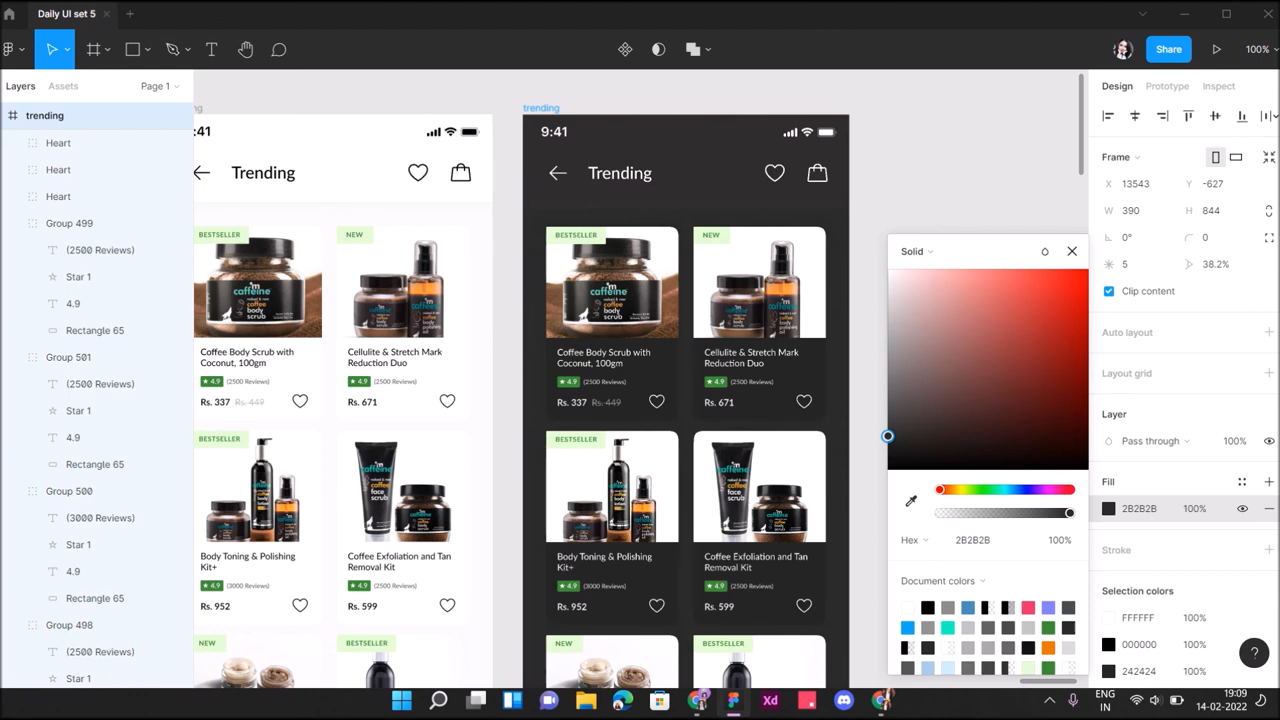 Daily UI set 5
Share
100%
Layers
Assets
Page 1
trending
Heart
Heart
Heart
Group 499
(2500 Reviews)
Star 1
4.9
Rectangle 65
Group 501
(2500 Reviews)
Star 1
4.9
Rectangle 65
Group 500
(3000 Reviews)
Star 1
4.9
Rectangle 65
Group 498
(2500 Reviews)
Star 1
:41
Trending
BESTSELLER
NEW
Coffee Body Scrub with
Coconut, 100gm
★ 4.9 (2500 Reviews)
Rs. 337 Rs. 449
Cellulite & Stretch Mark
Reduction Duo
★ 4.9 (2500 Reviews)
Rs. 671
BESTSELLER
Body Toning & Polishing
Kit+
★ 4.9 (3000 Reviews)
Rs. 952
Coffee Exfoliation and Tan
Removal Kit
★ 4.9 (2500 Reviews)
Rs. 599
NEW
BESTSELLER
trending
9:41
Trending
BESTSELLER
NEW
Coffee Body Scrub with
Coconut, 100gm
★ 4.9 (2500 Reviews)
Rs. 337 Rs. 449
Cellulite & Stretch Mark
Reduction Duo
★ 4.9 (2500 Reviews)
Rs. 671
BESTSELLER
Body Toning & Polishing
Kit+
★ 4.9 (3000 Reviews)
Rs. 952
Coffee Exfoliation and Tan
Removal Kit
★ 4.9 (2500 Reviews)
Rs. 599
NEW
BESTSELLER
Solid
Hex 2B2B2B 100%
Document colors
Design
Prototype
Inspect
Frame
X 13543 Y -627
W 390 H 844
0° 0
5 38.2%
Clip content
Auto layout
Layout grid
Layer
Pass through 100%
Fill
2B2B2B 100%
Stroke
Selection colors
FFFFFF 100%
000000 100%
242424 100%
?
Xd
ENG
IN
19:09
14-02-2022